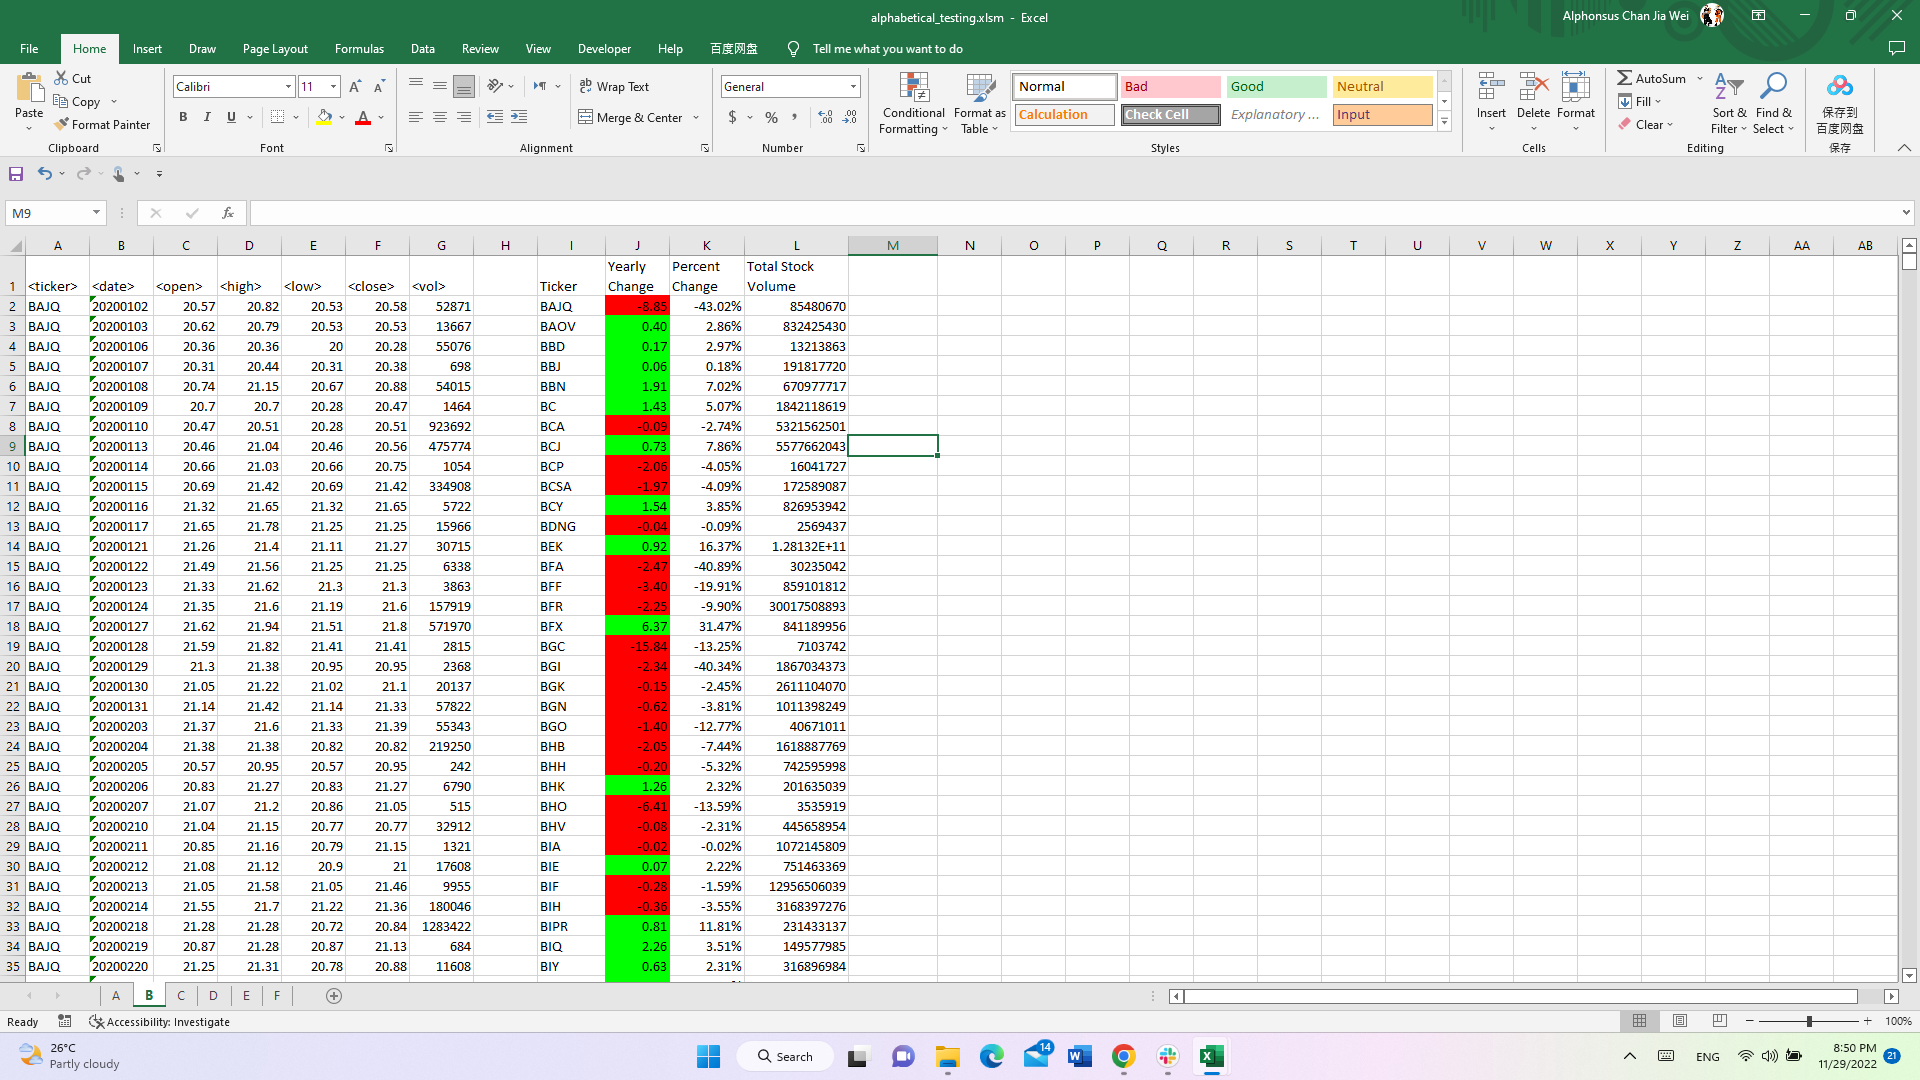 alphabetical_testing.xlsm - Excel
Alphonsus Chan Jia Wei
File Home Insert Draw Page Layout Formulas Data Review View Developer Help 百度网盘 Tell me what you want to do
Paste Cut Copy Format Painter Clipboard
Calibri 11 B I U A Font
Wrap Text Merge & Center Alignment
General $ % , Number
Conditional Formatting Format as Table
Normal Bad Good Neutral
Calculation Check Cell Explanatory ... Input
Styles
Insert Delete Format Cells
AutoSum Fill Clear Sort & Filter Find & Select Editing
保存到 百度网盘 保存
M9 fx
A B C D E F G H I J K L M N O P Q R S T U V W X Y Z AA AB
1 <ticker> <date> <open> <high> <low> <close> <vol> Ticker Yearly Change Percent Change Total Stock Volume
2 BAJQ 20200102 20.57 20.82 20.53 20.58 52871 BAJQ -8.85 -43.02% 85480670
3 BAJQ 20200103 20.62 20.79 20.53 20.53 13667 BAOV 0.40 2.86% 832425430
4 BAJQ 20200106 20.36 20.36 20 20.28 55076 BBD 0.17 2.97% 13213863
5 BAJQ 20200107 20.31 20.44 20.31 20.38 698 BBJ 0.06 0.18% 191817720
6 BAJQ 20200108 20.74 21.15 20.67 20.88 54015 BBN 1.91 7.02% 670977717
7 BAJQ 20200109 20.7 20.7 20.28 20.47 1464 BC 1.43 5.07% 1842118619
8 BAJQ 20200110 20.47 20.51 20.28 20.51 923692 BCA -0.09 -2.74% 5321562501
9 BAJQ 20200113 20.46 21.04 20.46 20.56 475774 BCJ 0.73 7.86% 5577662043
10 BAJQ 20200114 20.66 21.03 20.66 20.75 1054 BCP -2.06 -4.05% 16041727
11 BAJQ 20200115 20.69 21.42 20.69 21.42 334908 BCSA -1.97 -4.09% 172589087
12 BAJQ 20200116 21.32 21.65 21.32 21.65 5722 BCY 1.54 3.85% 826953942
13 BAJQ 20200117 21.65 21.78 21.25 21.25 15966 BDNG -0.04 -0.09% 2569437
14 BAJQ 20200121 21.26 21.4 21.11 21.27 30715 BEK 0.92 16.37% 1.28132E+11
15 BAJQ 20200122 21.49 21.56 21.25 21.25 6338 BFA -2.47 -40.89% 30235042
16 BAJQ 20200123 21.33 21.62 21.3 21.3 3863 BFF -3.40 -19.91% 859101812
17 BAJQ 20200124 21.35 21.6 21.19 21.6 157919 BFR -2.25 -9.90% 30017508893
18 BAJQ 20200127 21.62 21.94 21.51 21.8 571970 BFX 6.37 31.47% 841189956
19 BAJQ 20200128 21.59 21.82 21.41 21.41 2815 BGC -15.84 -13.25% 7103742
20 BAJQ 20200129 21.3 21.38 20.95 20.95 2368 BGI -2.34 -40.34% 1867034373
21 BAJQ 20200130 21.05 21.22 21.02 21.1 20137 BGK -0.15 -2.45% 2611104070
22 BAJQ 20200131 21.14 21.42 21.14 21.33 57822 BGN -0.62 -3.81% 1011398249
23 BAJQ 20200203 21.37 21.6 21.33 21.39 55343 BGO -1.40 -12.77% 40671011
24 BAJQ 20200204 21.38 21.38 20.82 20.82 219250 BHB -2.05 -7.44% 1618887769
25 BAJQ 20200205 20.57 20.95 20.57 20.95 242 BHH -0.20 -5.32% 742595998
26 BAJQ 20200206 20.83 21.27 20.83 21.27 6790 BHK 1.26 2.32% 201635039
27 BAJQ 20200207 21.07 21.2 20.86 21.05 515 BHO -6.41 -13.59% 3535919
28 BAJQ 20200210 21.04 21.15 20.77 20.77 32912 BHV -0.08 -2.31% 445658954
29 BAJQ 20200211 20.85 21.16 20.79 21.15 1321 BIA -0.02 -0.02% 1072145809
30 BAJQ 20200212 21.08 21.12 20.9 21 17608 BIE 0.07 2.22% 751463369
31 BAJQ 20200213 21.05 21.58 21.05 21.46 9955 BIF -0.28 -1.59% 12956506039
32 BAJQ 20200214 21.55 21.7 21.22 21.36 180046 BIH -0.36 -3.55% 3168397276
33 BAJQ 20200218 21.28 21.28 20.72 20.84 1283422 BIPR 0.81 11.81% 231433137
34 BAJQ 20200219 20.87 21.28 20.87 21.13 684 BIQ 2.26 3.51% 149577985
35 BAJQ 20200220 21.25 21.31 20.78 20.88 11608 BIY 0.63 2.31% 316896984
A B C D E F
Ready Accessibility: Investigate 100%
26°C Partly cloudy
Search 14
ENG 8:50 PM 11/29/2022 21